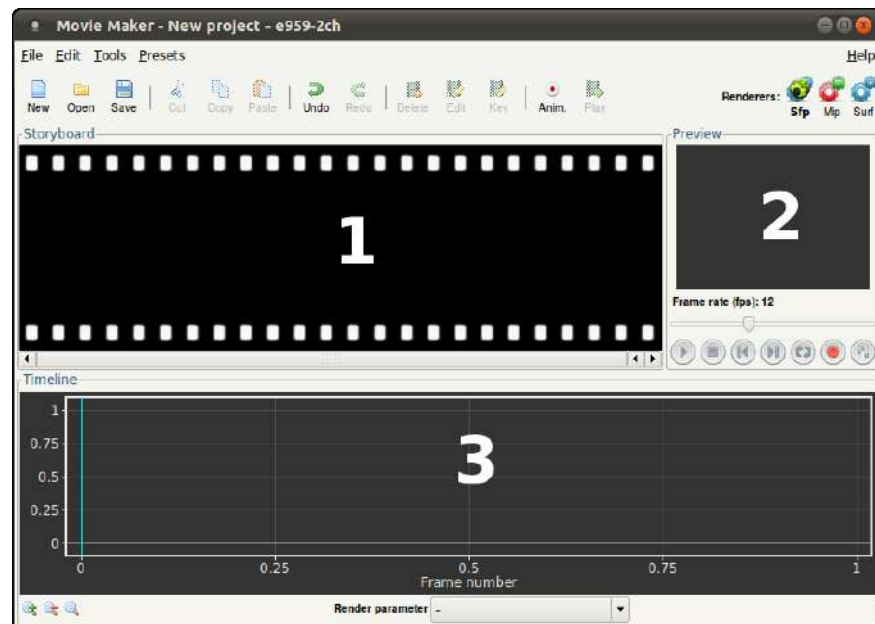 Movie Maker - New project - e959-2ch
File Edit Tools Presets Help
New Open Save Cut Copy Paste Undo Redo Delete Edit Key Anim. Play Renderers: Sfp Mip Surf
Storyboard Preview
1
2
Frame rate (fps): 12
Timeline
1
0.75
0.5
0.25
0
3
0 0.25 0.5 0.75 1
Frame number
Render parameter -